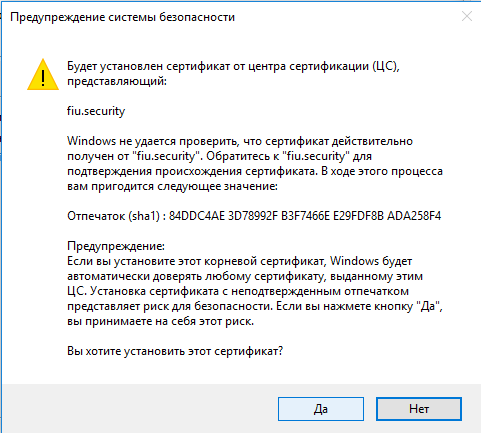 Предупреждение системы безопасности
Будет установлен сертификат от центра сертификации (ЦС),
представляющий:
fiu.security
Windows не удается проверить, что сертификат действительно
получен от "fiu.security". Обратитесь к "fiu.security" для
подтверждения происхождения сертификата. В ходе этого процесса
вам пригодится следующее значение:
Отпечаток (sha1) : 84DDC4AE 3D78992F B3F7466E E29FDF8B ADA258F4
Предупреждение:
Если вы установите этот корневой сертификат, Windows будет
автоматически доверять любому сертификату, выданному этим
ЦС. Установка сертификата с неподтвержденным отпечатком
представляет риск для безопасности. Если вы нажмете кнопку "Да",
вы принимаете на себя этот риск.
Вы хотите установить этот сертификат?
Да
Нет